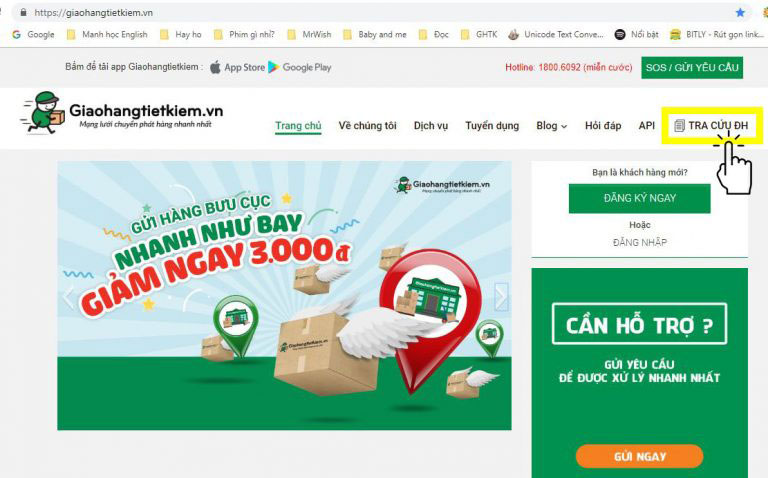 https://giaohangtietkiem.vn
Google Manh học English Hay ho Phim gì nhỉ? MrWish Baby and me Đọc GHTK Unicode Text Conve... Nổi bật BITLY - Rút gọn link...
Bấm để tải app Giaohangtietkiem : App Store Google Play
Hotline: 1800.6092 (miễn cước)
SOS / GỬI YÊU CẦU
Giaohangtietkiem.vn
Mạng lưới chuyển phát hàng nhanh nhất
Trang chủ Về chúng tôi Dịch vụ Tuyển dụng Blog Hỏi đáp API TRA CỨU ĐH
Giaohangtietkiem.vn
GỬI HÀNG BƯU CỤC
NHANH NHƯ BAY
GIẢM NGAY 3.000đ
Giaohangtietkiem.vn
Giaohangtietkiem.vn
Bạn là khách hàng mới?
ĐĂNG KÝ NGAY
Hoặc
ĐĂNG NHẬP
CẦN HỖ TRỢ ?
GỬI YÊU CẦU
ĐỂ ĐƯỢC XỬ LÝ NHANH NHẤT
GỬI NGAY